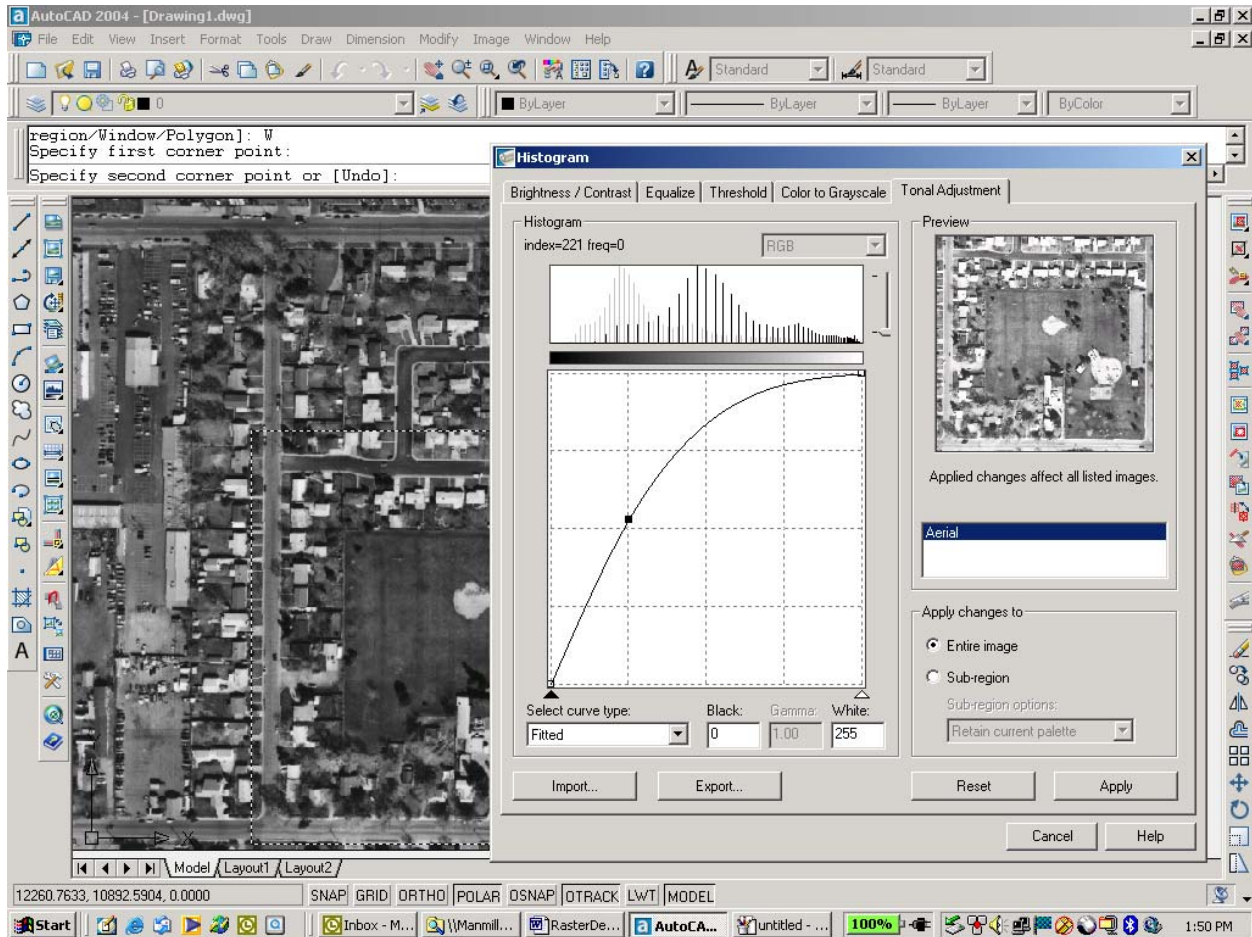 AutoCAD 2004 - [Drawing1.dwg]
File Edit View Insert Format Tools Draw Dimension Modify Image Window Help
Standard Standard
0 ByLayer ByLayer ByLayer ByColor
region/Window/Polygon]: W
Specify first corner point:
Specify second corner point or [Undo]:
Histogram
Brightness / Contrast Equalize Threshold Color to Grayscale Tonal Adjustment
Histogram
index=221 freq=0 RGB
Select curve type: Black: Gamma: White:
Fitted 0 1.00 255
Import... Export...
Preview
Applied changes affect all listed images.
Aerial
Apply changes to
Entire image
Sub-region
Sub-region options:
Retain current palette
Reset Apply
Cancel Help
A
X
Model Layout1 Layout2
12260.7633, 10892.5904, 0.0000 SNAP GRID ORTHO POLAR OSNAP OTRACK LWT MODEL
Start Inbox - M... \\Manmill... RasterDe... AutoCA... untitled - ... 100% 1:50 PM